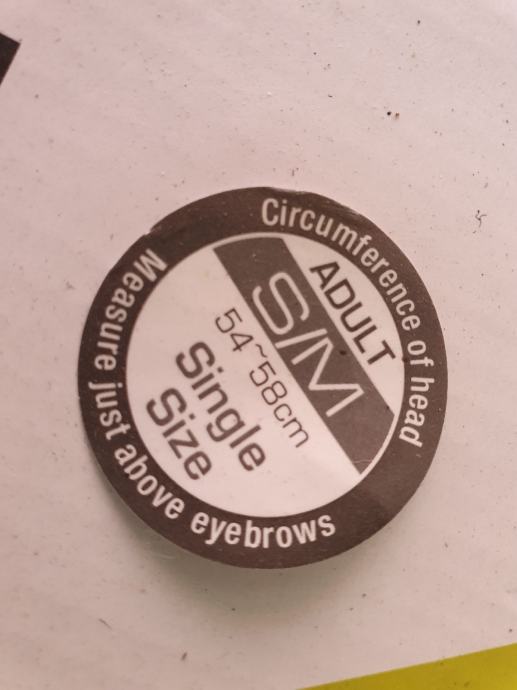 Circumference of head
ADULT
S/M
54~58cm
Single
Size
Measure just above eyebrows